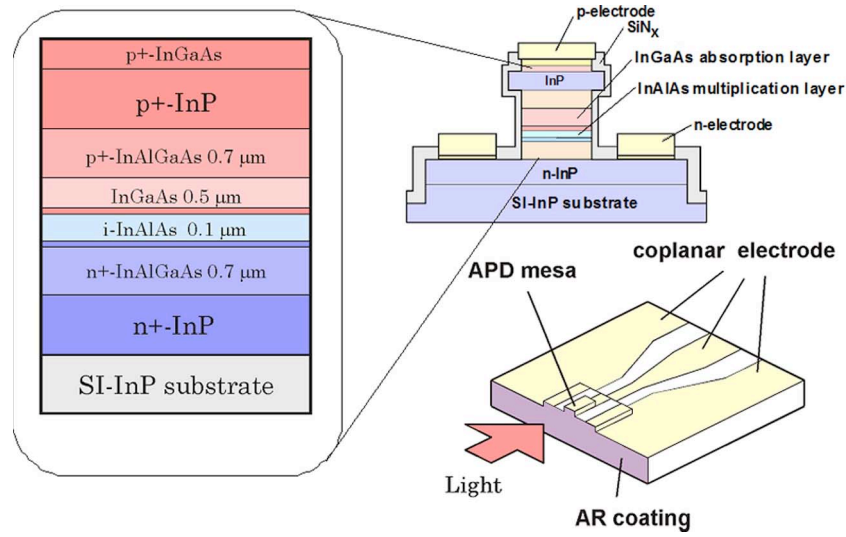 p+-InGaAs
p+-InP
p+-InAlGaAs 0.7 μm
InGaAs 0.5 μm
i-InAlAs 0.1 μm
n+-InAlGaAs 0.7 μm
n+-InP
SI-InP substrate
p-electrode
SiNx
InGaAs absorption layer
InP
InAlAs multiplication layer
n-electrode
n-InP
SI-InP substrate
coplanar electrode
APD mesa
Light
AR coating